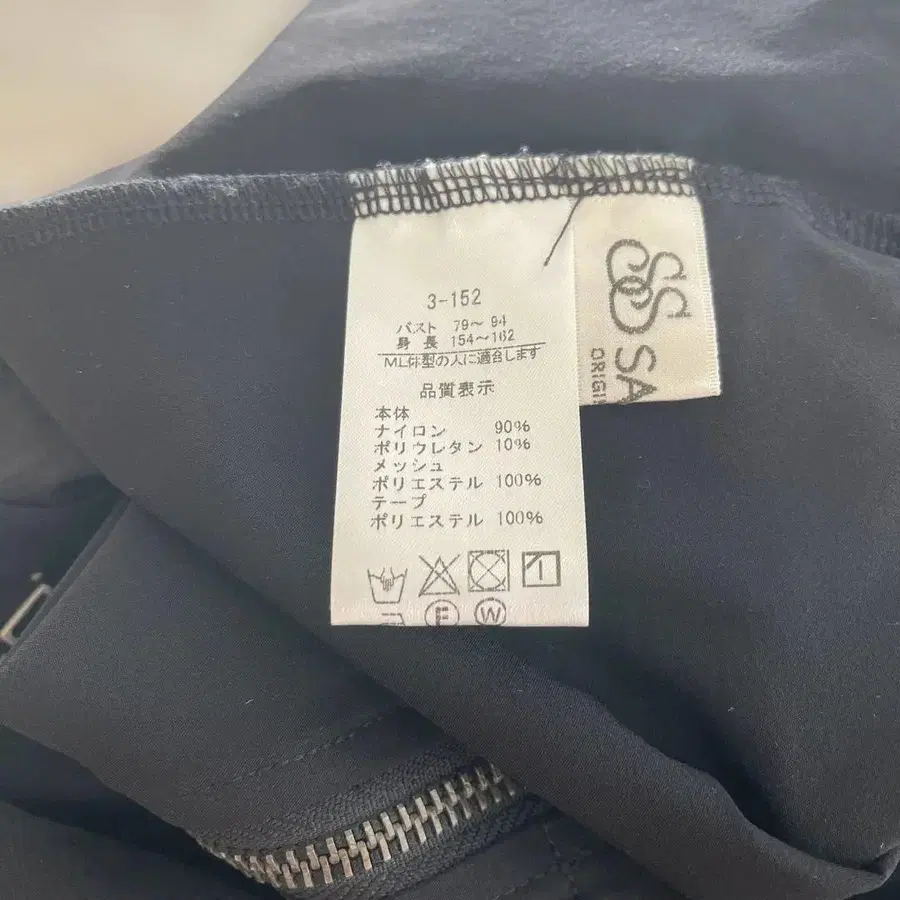 3-152
バスト 79～94
身長 154～162
ML体型の人に適合します
品質表示
本体
ナイロン 90%
ポリウレタン 10%
メッシュ
ポリエステル 100%
テープ
ポリエステル 100%
F W
SA
ORIGI